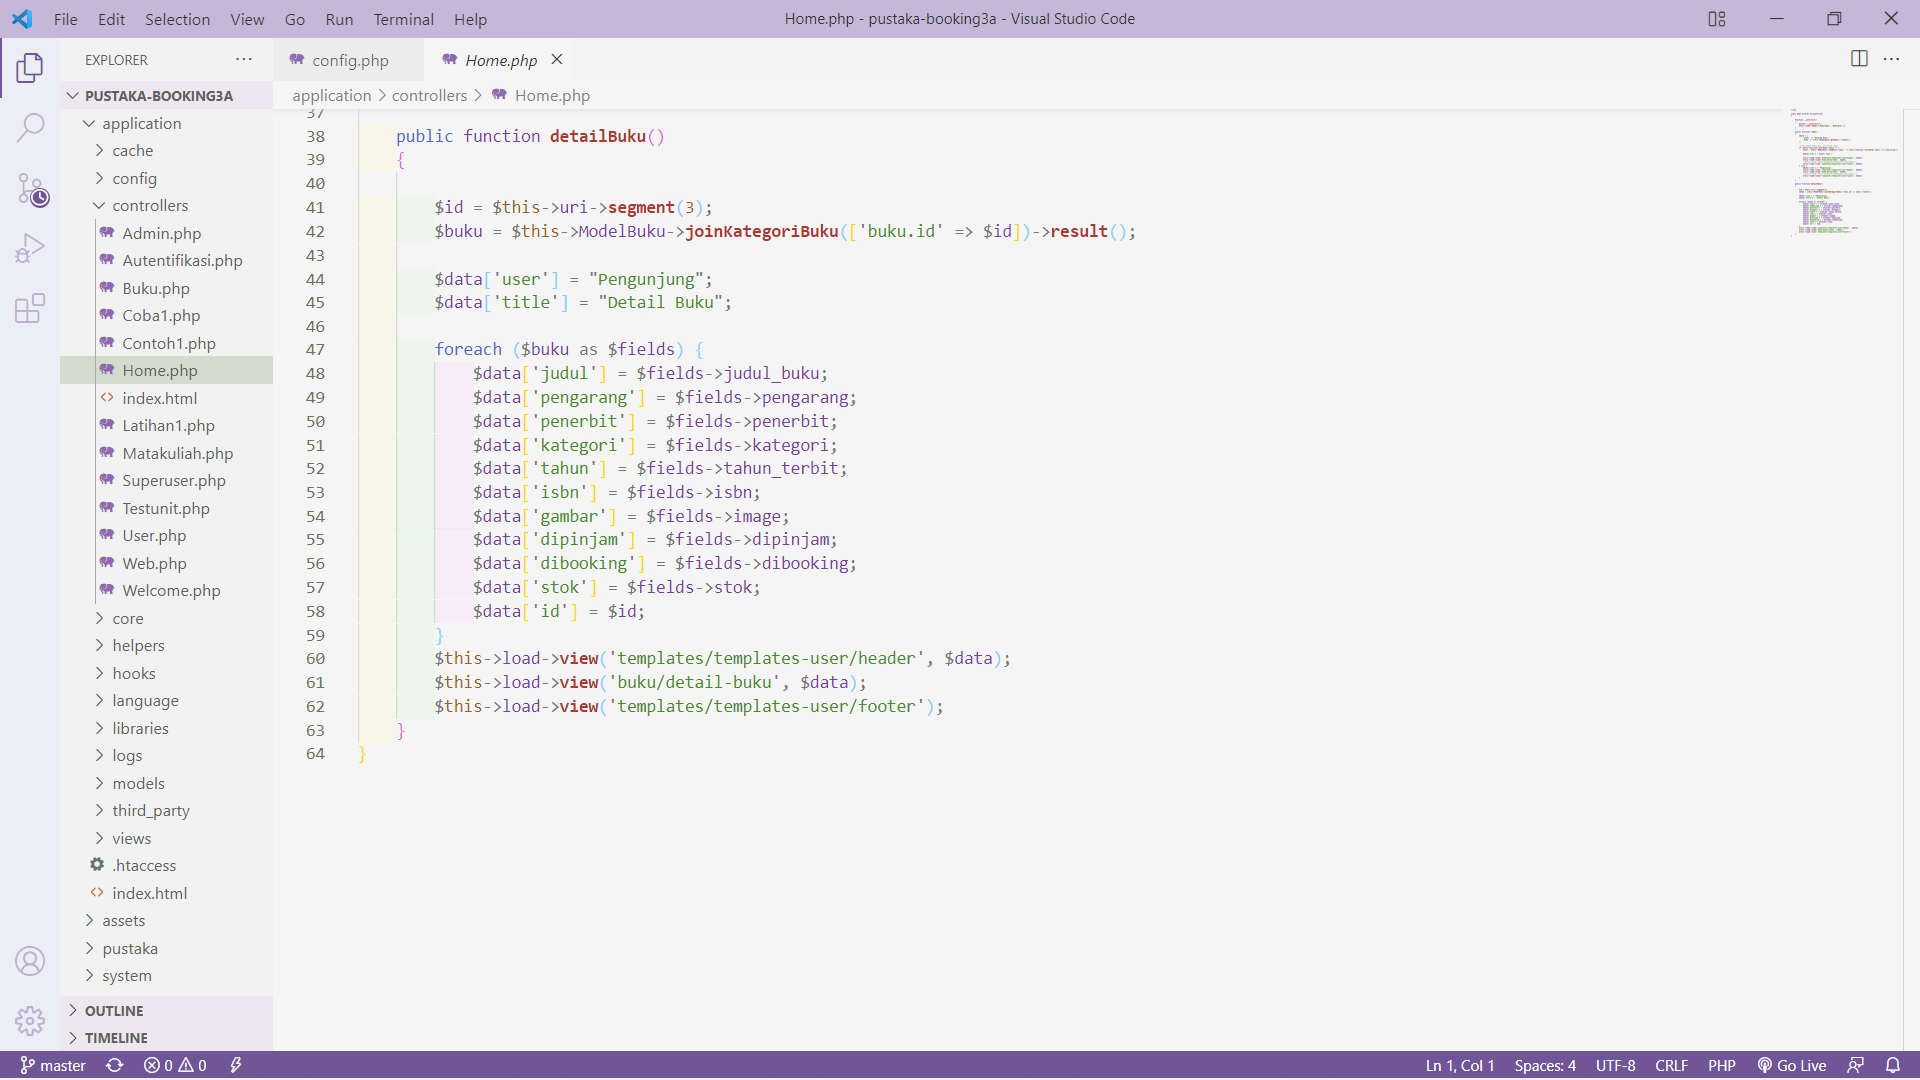 File Edit Selection View Go Run Terminal Help
Home.php - pustaka-booking3a - Visual Studio Code
EXPLORER
PUSTAKA-BOOKING3A
application
cache
config
controllers
Admin.php
Autentifikasi.php
Buku.php
Coba1.php
Contoh1.php
Home.php
index.html
Latihan1.php
Matakuliah.php
Superuser.php
Testunit.php
User.php
Web.php
Welcome.php
core
helpers
hooks
language
libraries
logs
models
third_party
views
.htaccess
index.html
assets
pustaka
system
OUTLINE
TIMELINE
config.php
Home.php
application > controllers > Home.php
37
38 public function detailBuku()
39 {
40
41 $id = $this->uri->segment(3);
42 $buku = $this->ModelBuku->joinKategoriBuku(['buku.id' => $id])->result();
43
44 $data['user'] = "Pengunjung";
45 $data['title'] = "Detail Buku";
46
47 foreach ($buku as $fields) {
48 $data['judul'] = $fields->judul_buku;
49 $data['pengarang'] = $fields->pengarang;
50 $data['penerbit'] = $fields->penerbit;
51 $data['kategori'] = $fields->kategori;
52 $data['tahun'] = $fields->tahun_terbit;
53 $data['isbn'] = $fields->isbn;
54 $data['gambar'] = $fields->image;
55 $data['dipinjam'] = $fields->dipinjam;
56 $data['dibooking'] = $fields->dibooking;
57 $data['stok'] = $fields->stok;
58 $data['id'] = $id;
59 }
60 $this->load->view('templates/templates-user/header', $data);
61 $this->load->view('buku/detail-buku', $data);
62 $this->load->view('templates/templates-user/footer');
63 }
64 }
master 0 0
Ln 1, Col 1 Spaces: 4 UTF-8 CRLF PHP Go Live